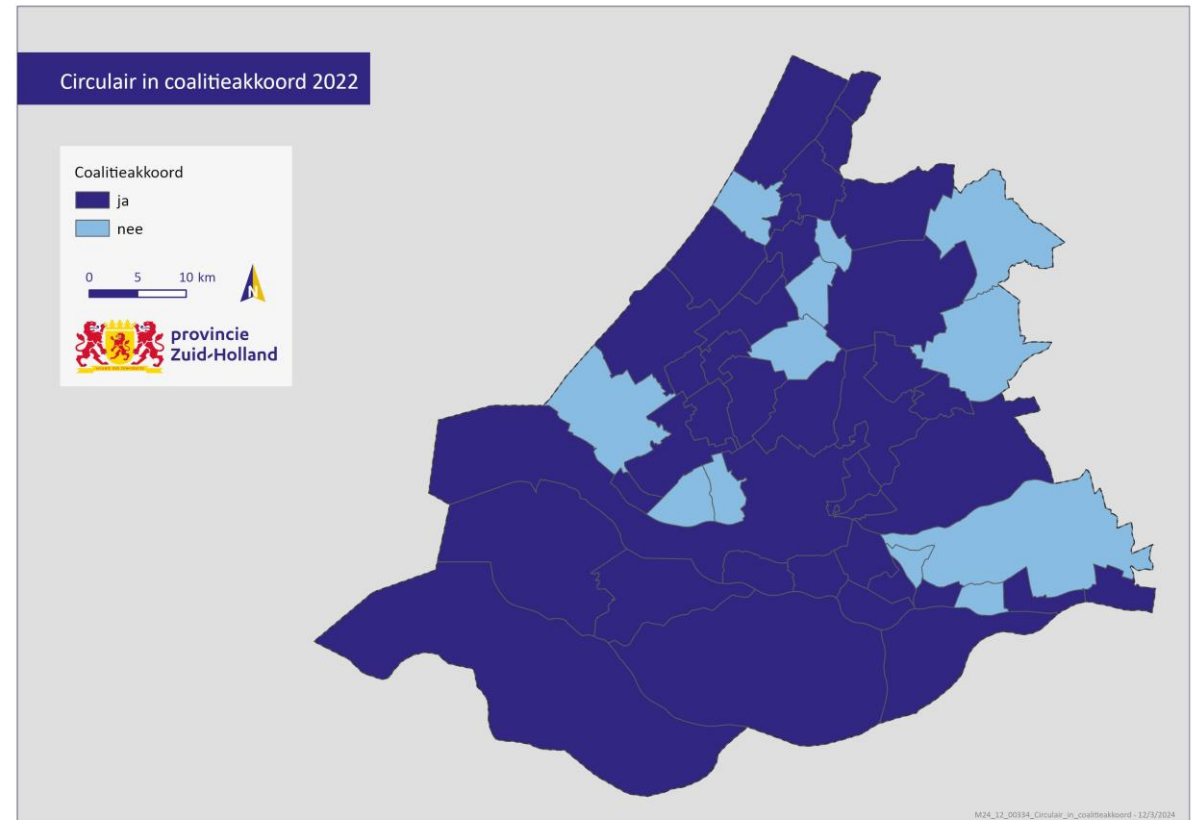 Circulair in coalitieakkoord 2022
Coalitieakkoord
ja
nee
0 5 10 km
N
provincie
Zuid-Holland
M24_12_00334_Circulair_in_coalitieakkoord - 12/3/2024